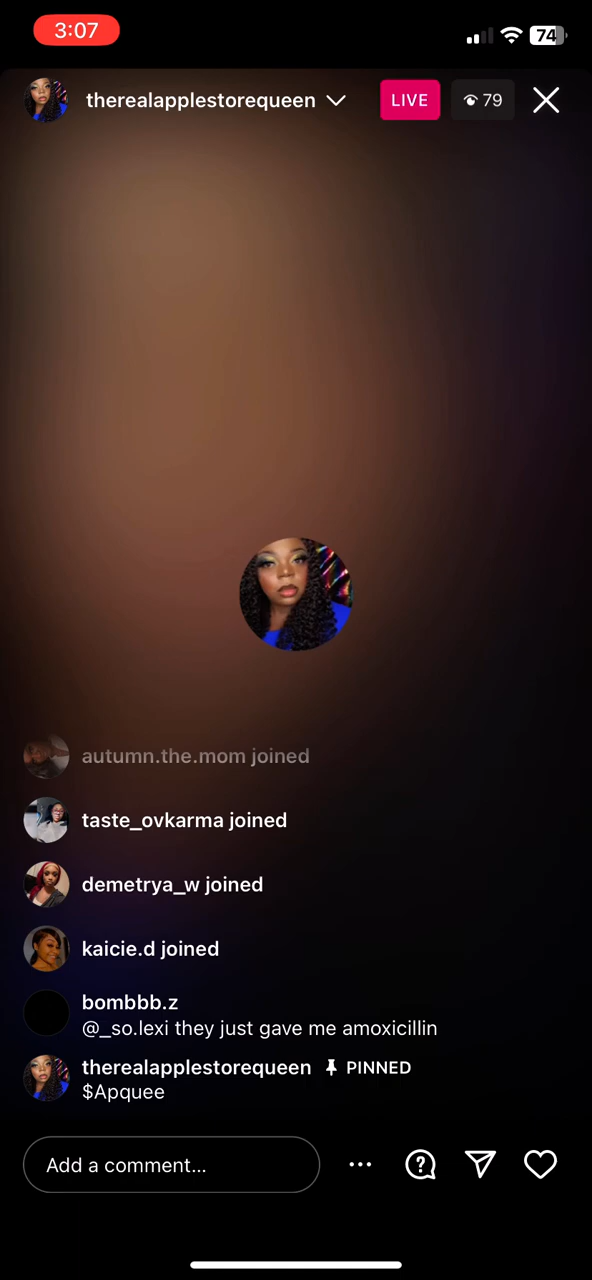 3:07
74
therealapplestorequeen
LIVE
79
autumn.the.mom joined
taste_ovkarma joined
demetrya_w joined
kaicie.d joined
bombbb.z
@_so.lexi they just gave me amoxicillin
therealapplestorequeen PINNED
$Apquee
Add a comment...